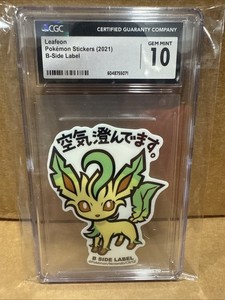 CGC
CERTIFIED GUARANTY COMPANY
Leafeon
Pokémon Stickers (2021)
B-Side Label
GEM MINT
10
空気澄んでます。
B-SIDE LABEL